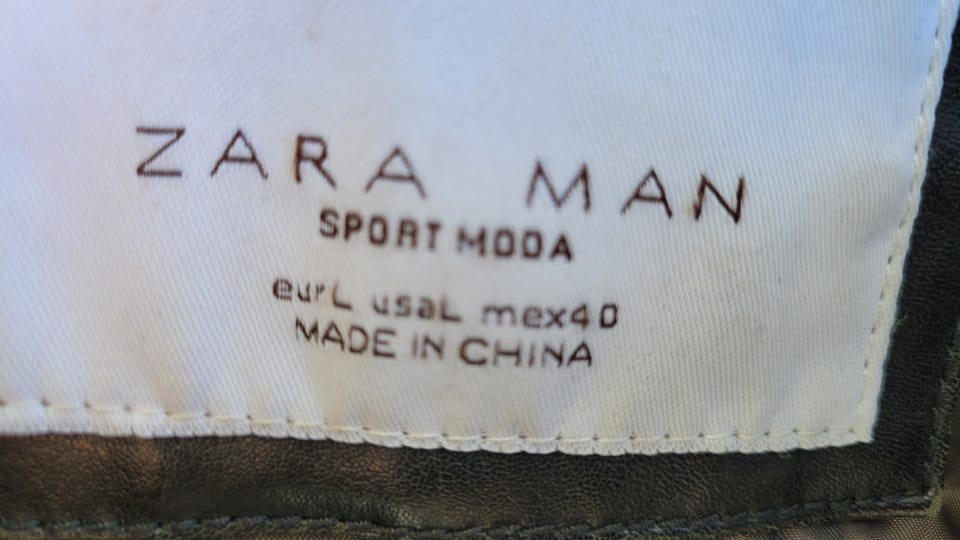 ZARA MAN
SPORT MODA
eurL usaL mex40
MADE IN CHINA